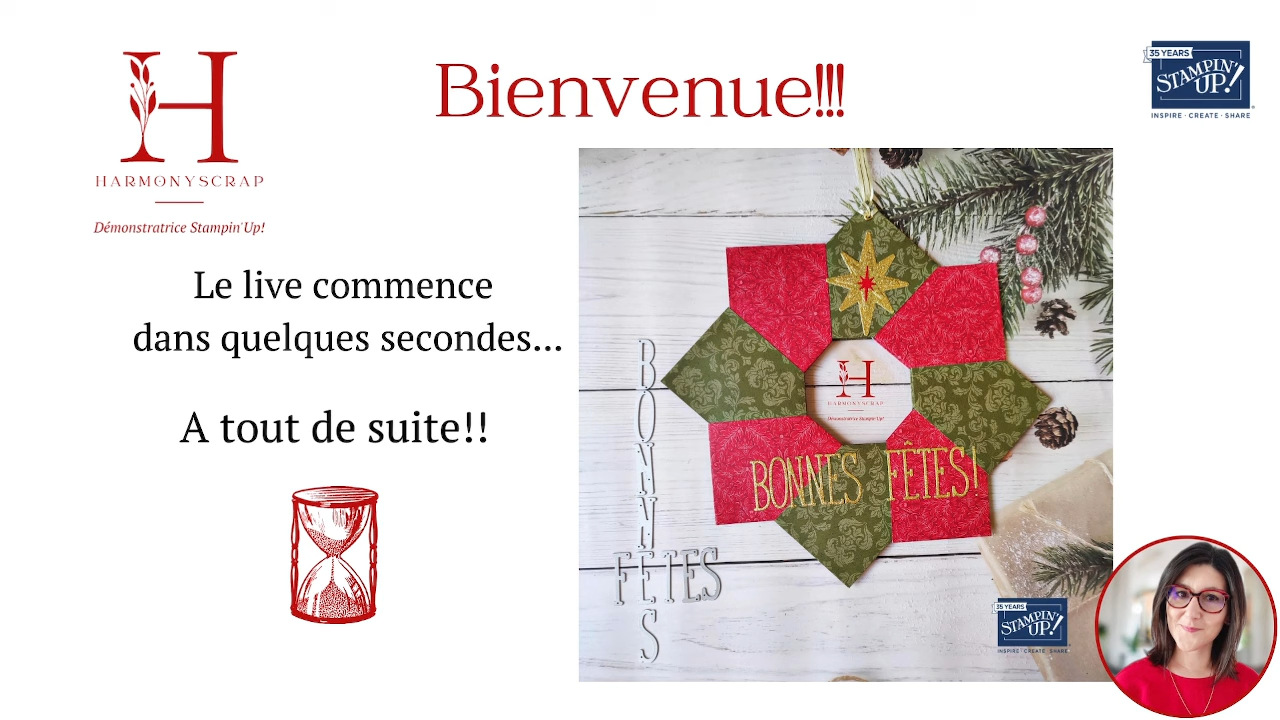 Bienvenue!!!
35 YEARS
STAMPIN' UP!
INSPIRE · CREATE · SHARE
H
HARMONYSCRAP
Démonstratrice Stampin'Up!
Le live commence
dans quelques secondes...
A tout de suite!!
H
HARMONYSCRAP
Démonstratrice Stampin'Up!
BONNES FÊTES!
BONNES
FÊTES
35 YEARS
STAMPIN' UP!
INSPIRE · CREATE · SHARE